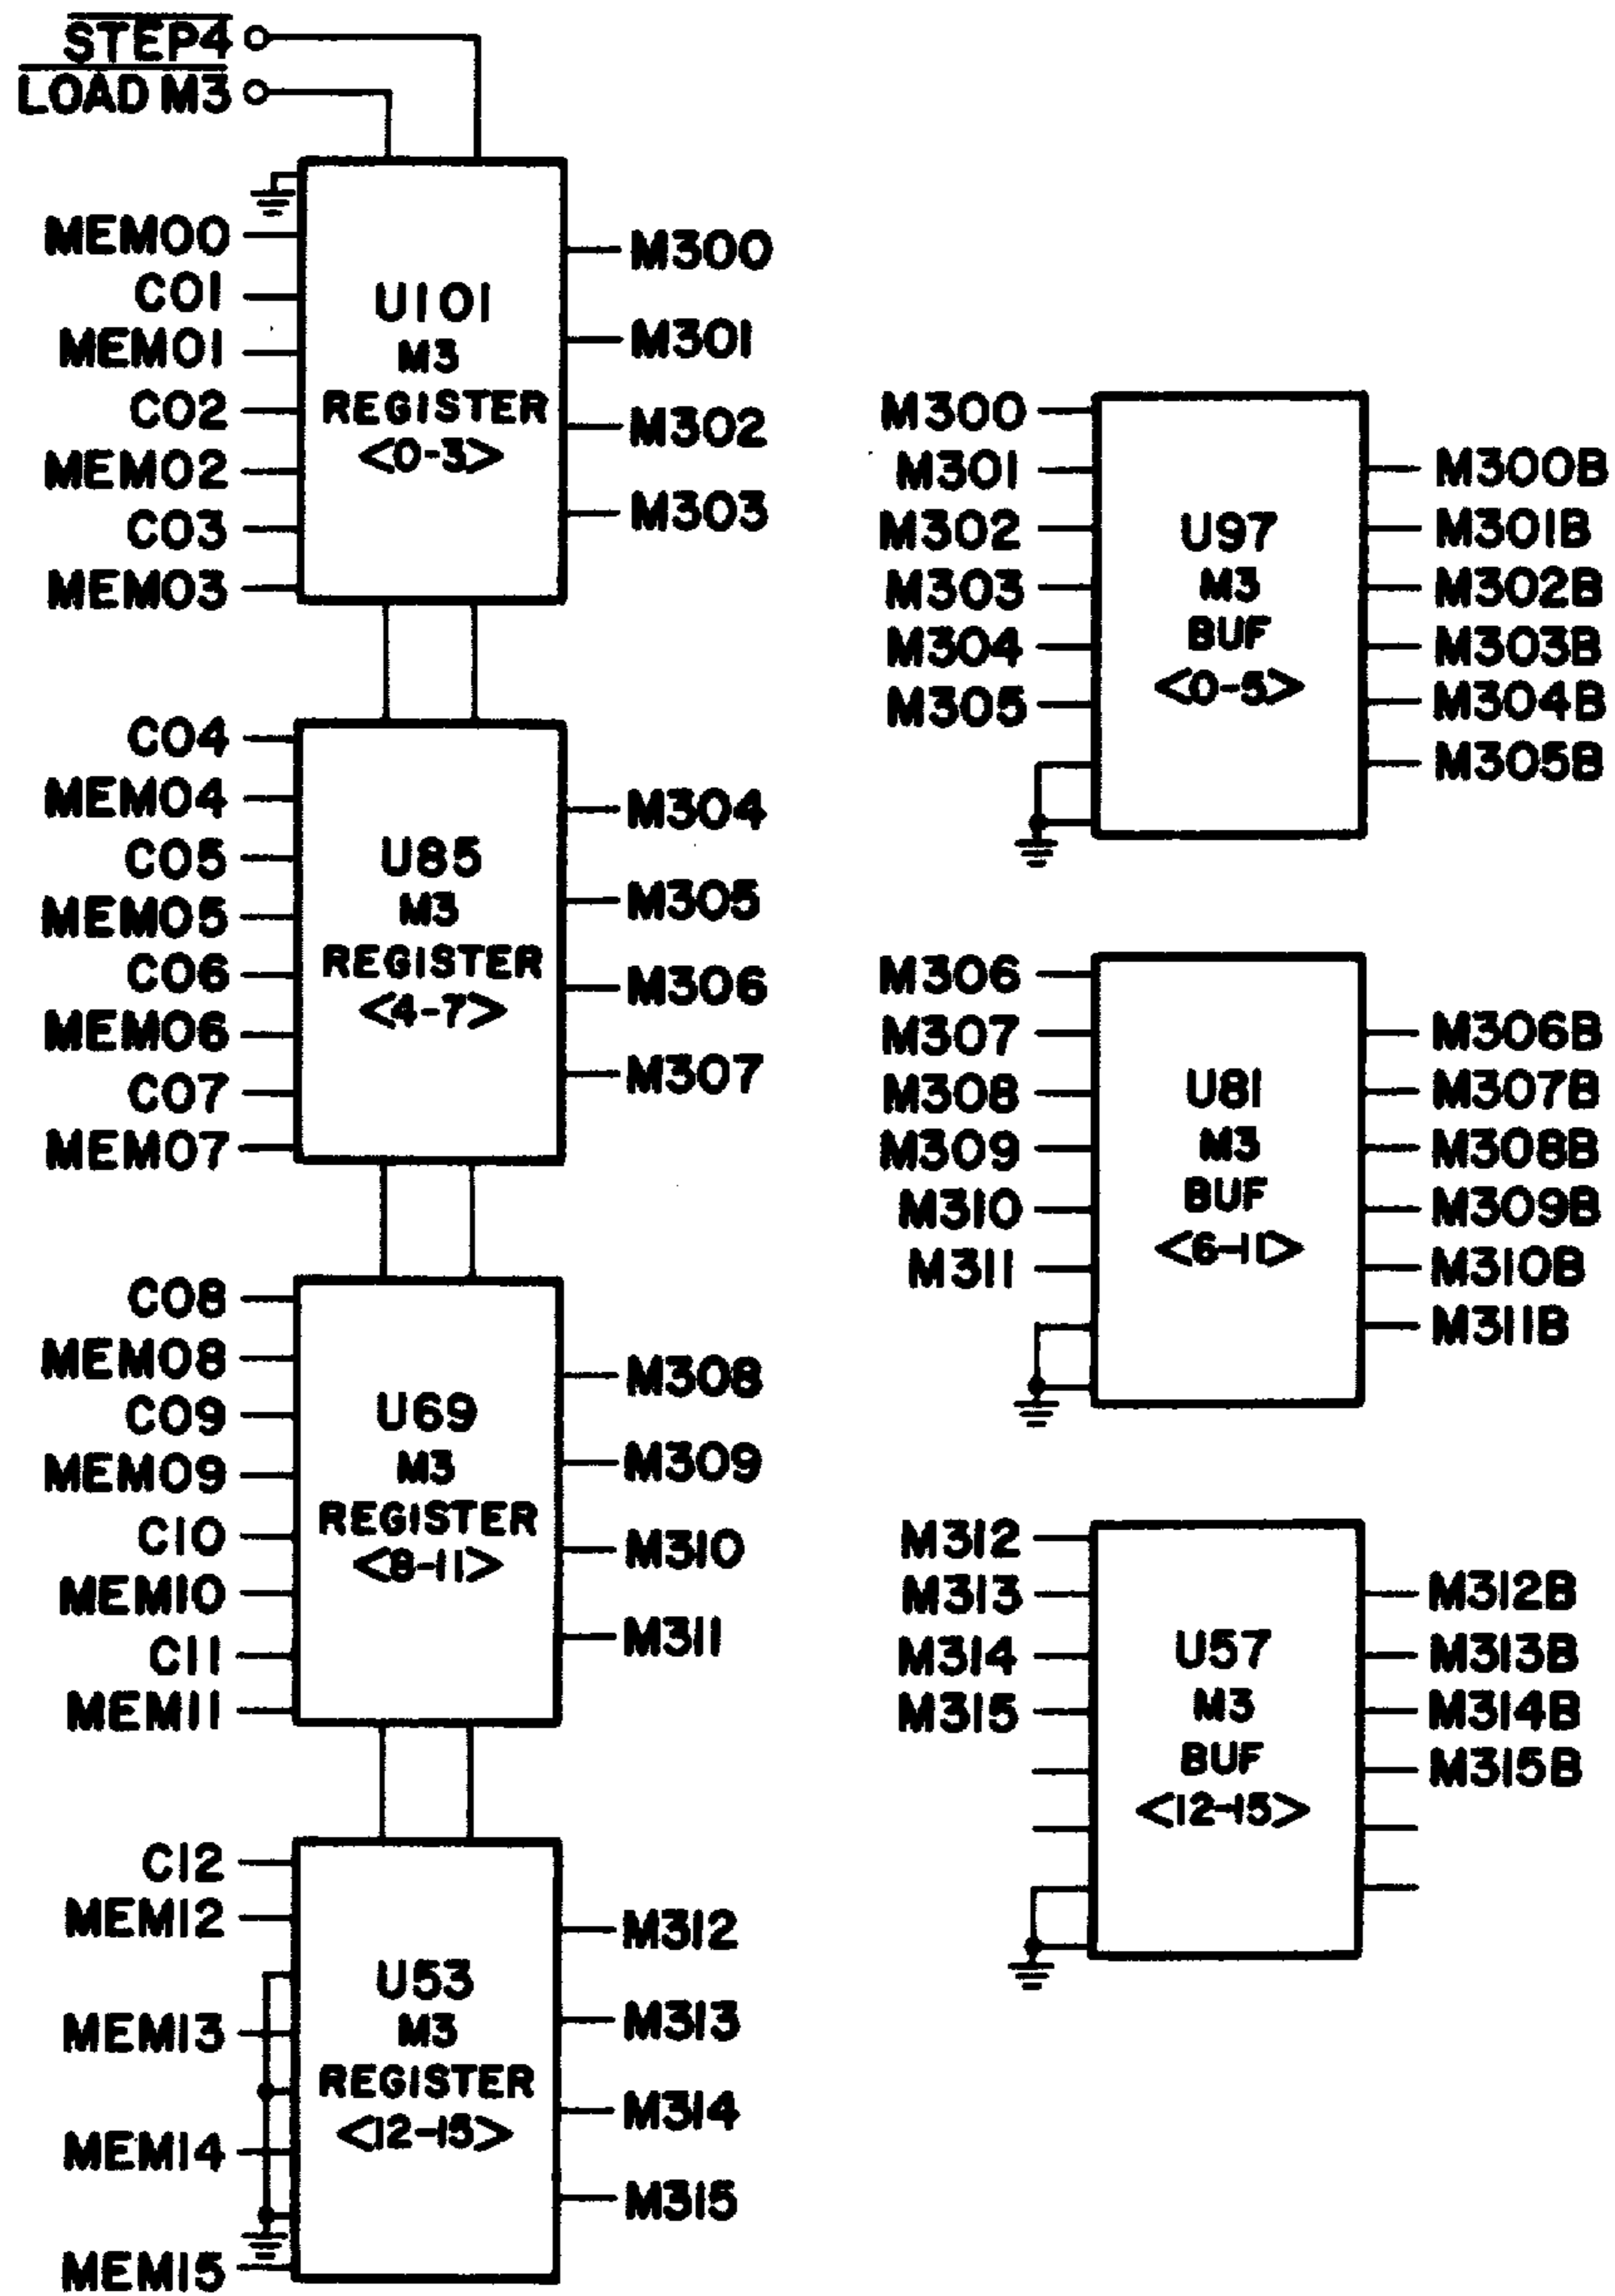 STEP4
LOAD M3
MEM00
C01
MEM01
C02
MEM02
C03
MEM03
U101
M3
REGISTER
<0-3>
M300
M301
M302
M303
C04
MEM04
C05
MEM05
C06
MEM06
C07
MEM07
U85
M3
REGISTER
<4-7>
M304
M305
M306
M307
C08
MEM08
C09
MEM09
C10
MEM10
C11
MEM11
U69
M3
REGISTER
<8-11>
M308
M309
M310
M311
C12
MEM12
MEM13
MEM14
MEM15
U53
M3
REGISTER
<12-15>
M312
M313
M314
M315
M300
M301
M302
M303
M304
M305
U97
M3
BUF
<0-5>
M300B
M301B
M302B
M303B
M304B
M305B
M306
M307
M308
M309
M310
M311
U81
M3
BUF
<6-11>
M306B
M307B
M308B
M309B
M310B
M311B
M312
M313
M314
M315
U57
M3
BUF
<12-15>
M312B
M313B
M314B
M315B